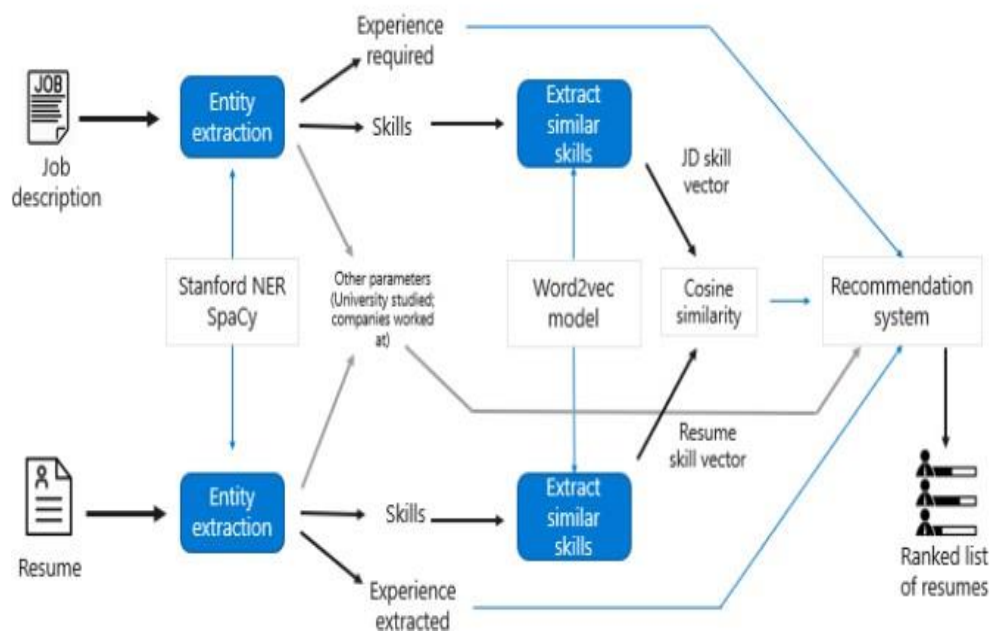 Experience
required
JOB
Entity
extraction
Skills
Extract
similar
skills
JD skill
vector
Job
description
Stanford NER
SpaCy
Other parameters
(University studied;
companies worked
at)
Word2vec
model
Cosine
similarity
Recommendation
system
Resume
skill vector
Entity
extraction
Skills
Extract
similar
skills
Resume
Experience
extracted
Ranked list
of resumes